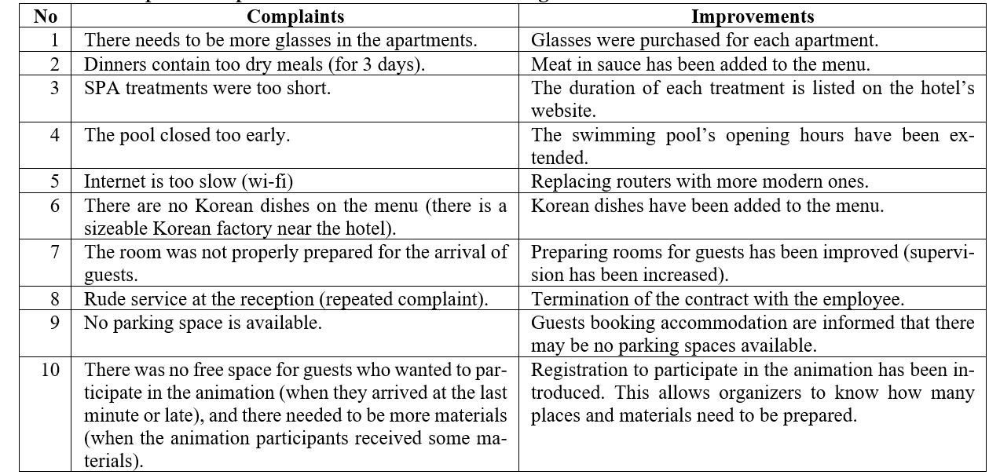 No Complaints Improvements
1 There needs to be more glasses in the apartments. Glasses were purchased for each apartment.
2 Dinners contain too dry meals (for 3 days). Meat in sauce has been added to the menu.
3 SPA treatments were too short. The duration of each treatment is listed on the hotel's
website.
4 The pool closed too early. The swimming pool's opening hours have been ex-
tended.
5 Internet is too slow (wi-fi) Replacing routers with more modern ones.
6 There are no Korean dishes on the menu (there is a
sizeable Korean factory near the hotel).
Korean dishes have been added to the menu.
7 The room was not properly prepared for the arrival of
guests.
Preparing rooms for guests has been improved (supervi-
sion has been increased).
8 Rude service at the reception (repeated complaint). Termination of the contract with the employee.
9 No parking space is available. Guests booking accommodation are informed that there
may be no parking spaces available.
10 There was no free space for guests who wanted to par-
ticipate in the animation (when they arrived at the last
minute or late), and there needed to be more materials
(when the animation participants received some ma-
terials).
Registration to participate in the animation has been in-
troduced. This allows organizers to know how many
places and materials need to be prepared.